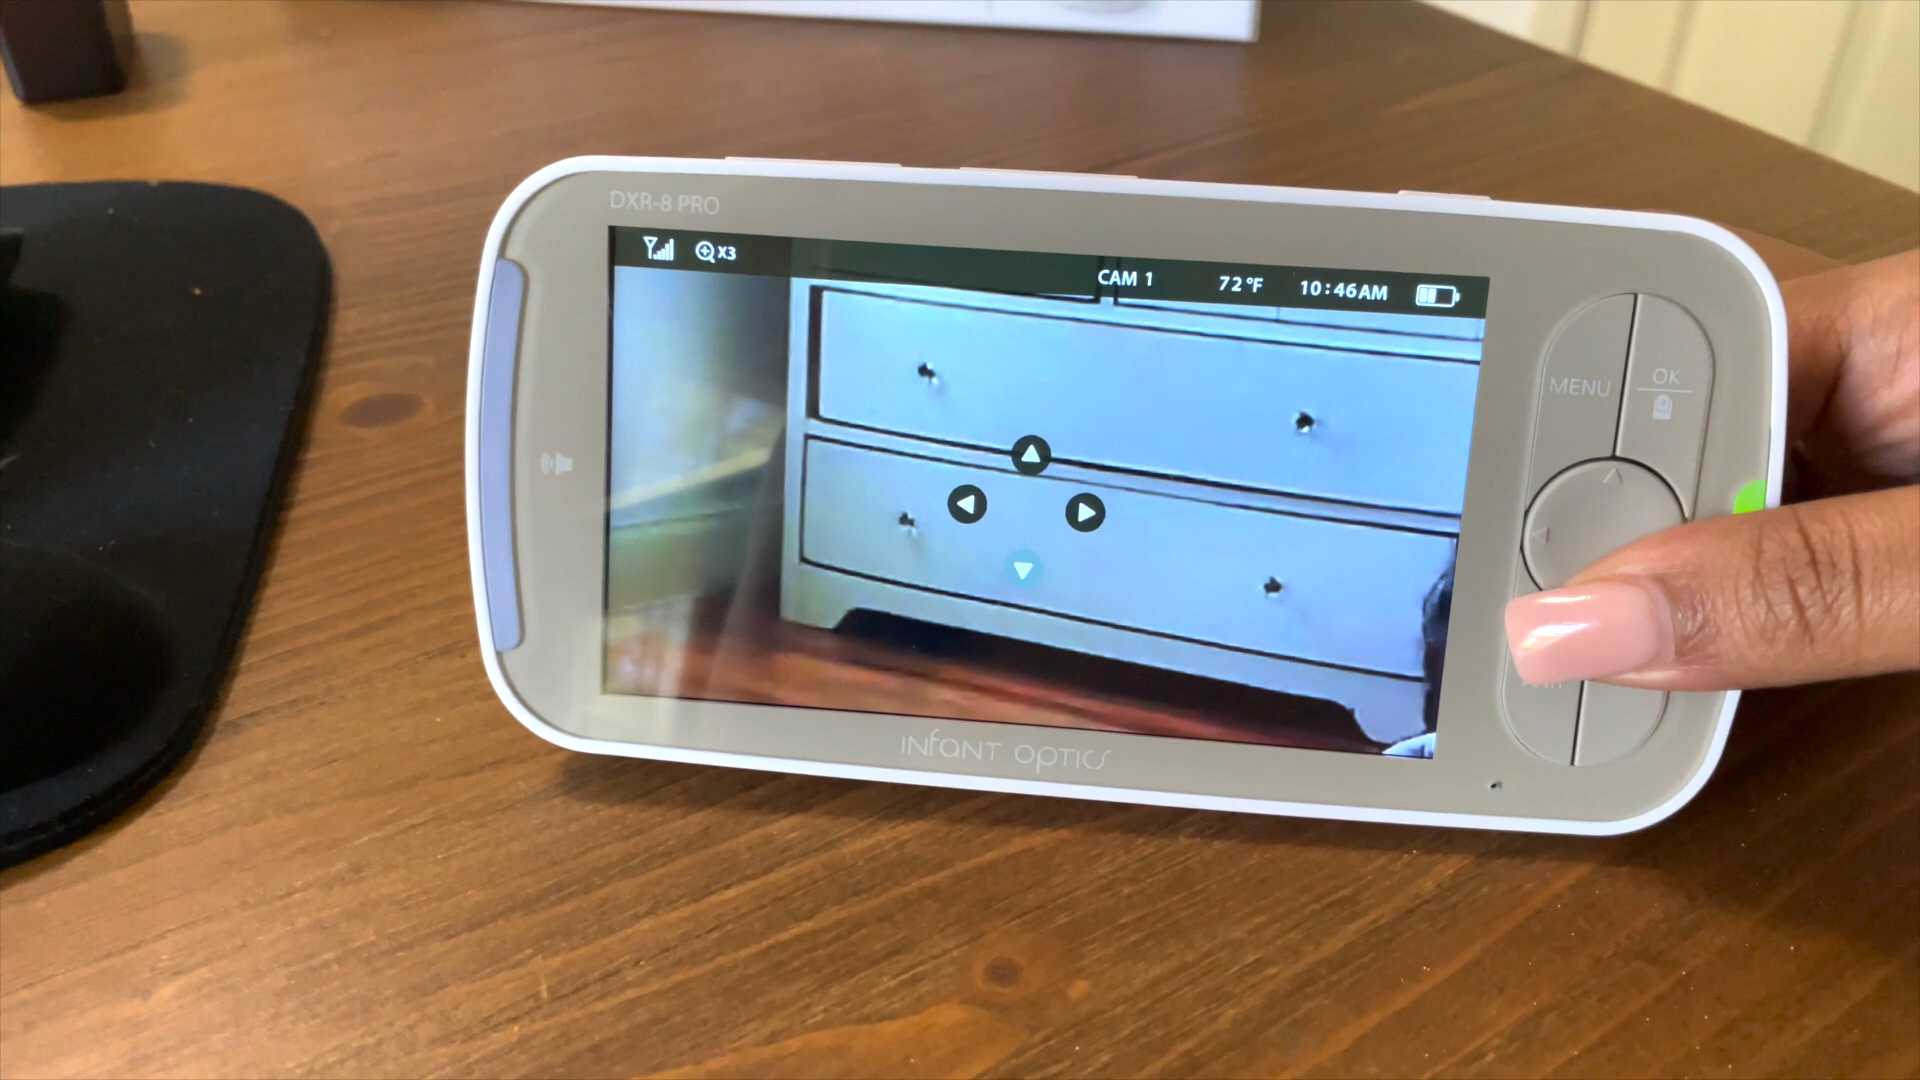 DXR-8 PRO
X3 CAM 1 72°F 10:46AM
MENU
OK
INFANT OPTICS